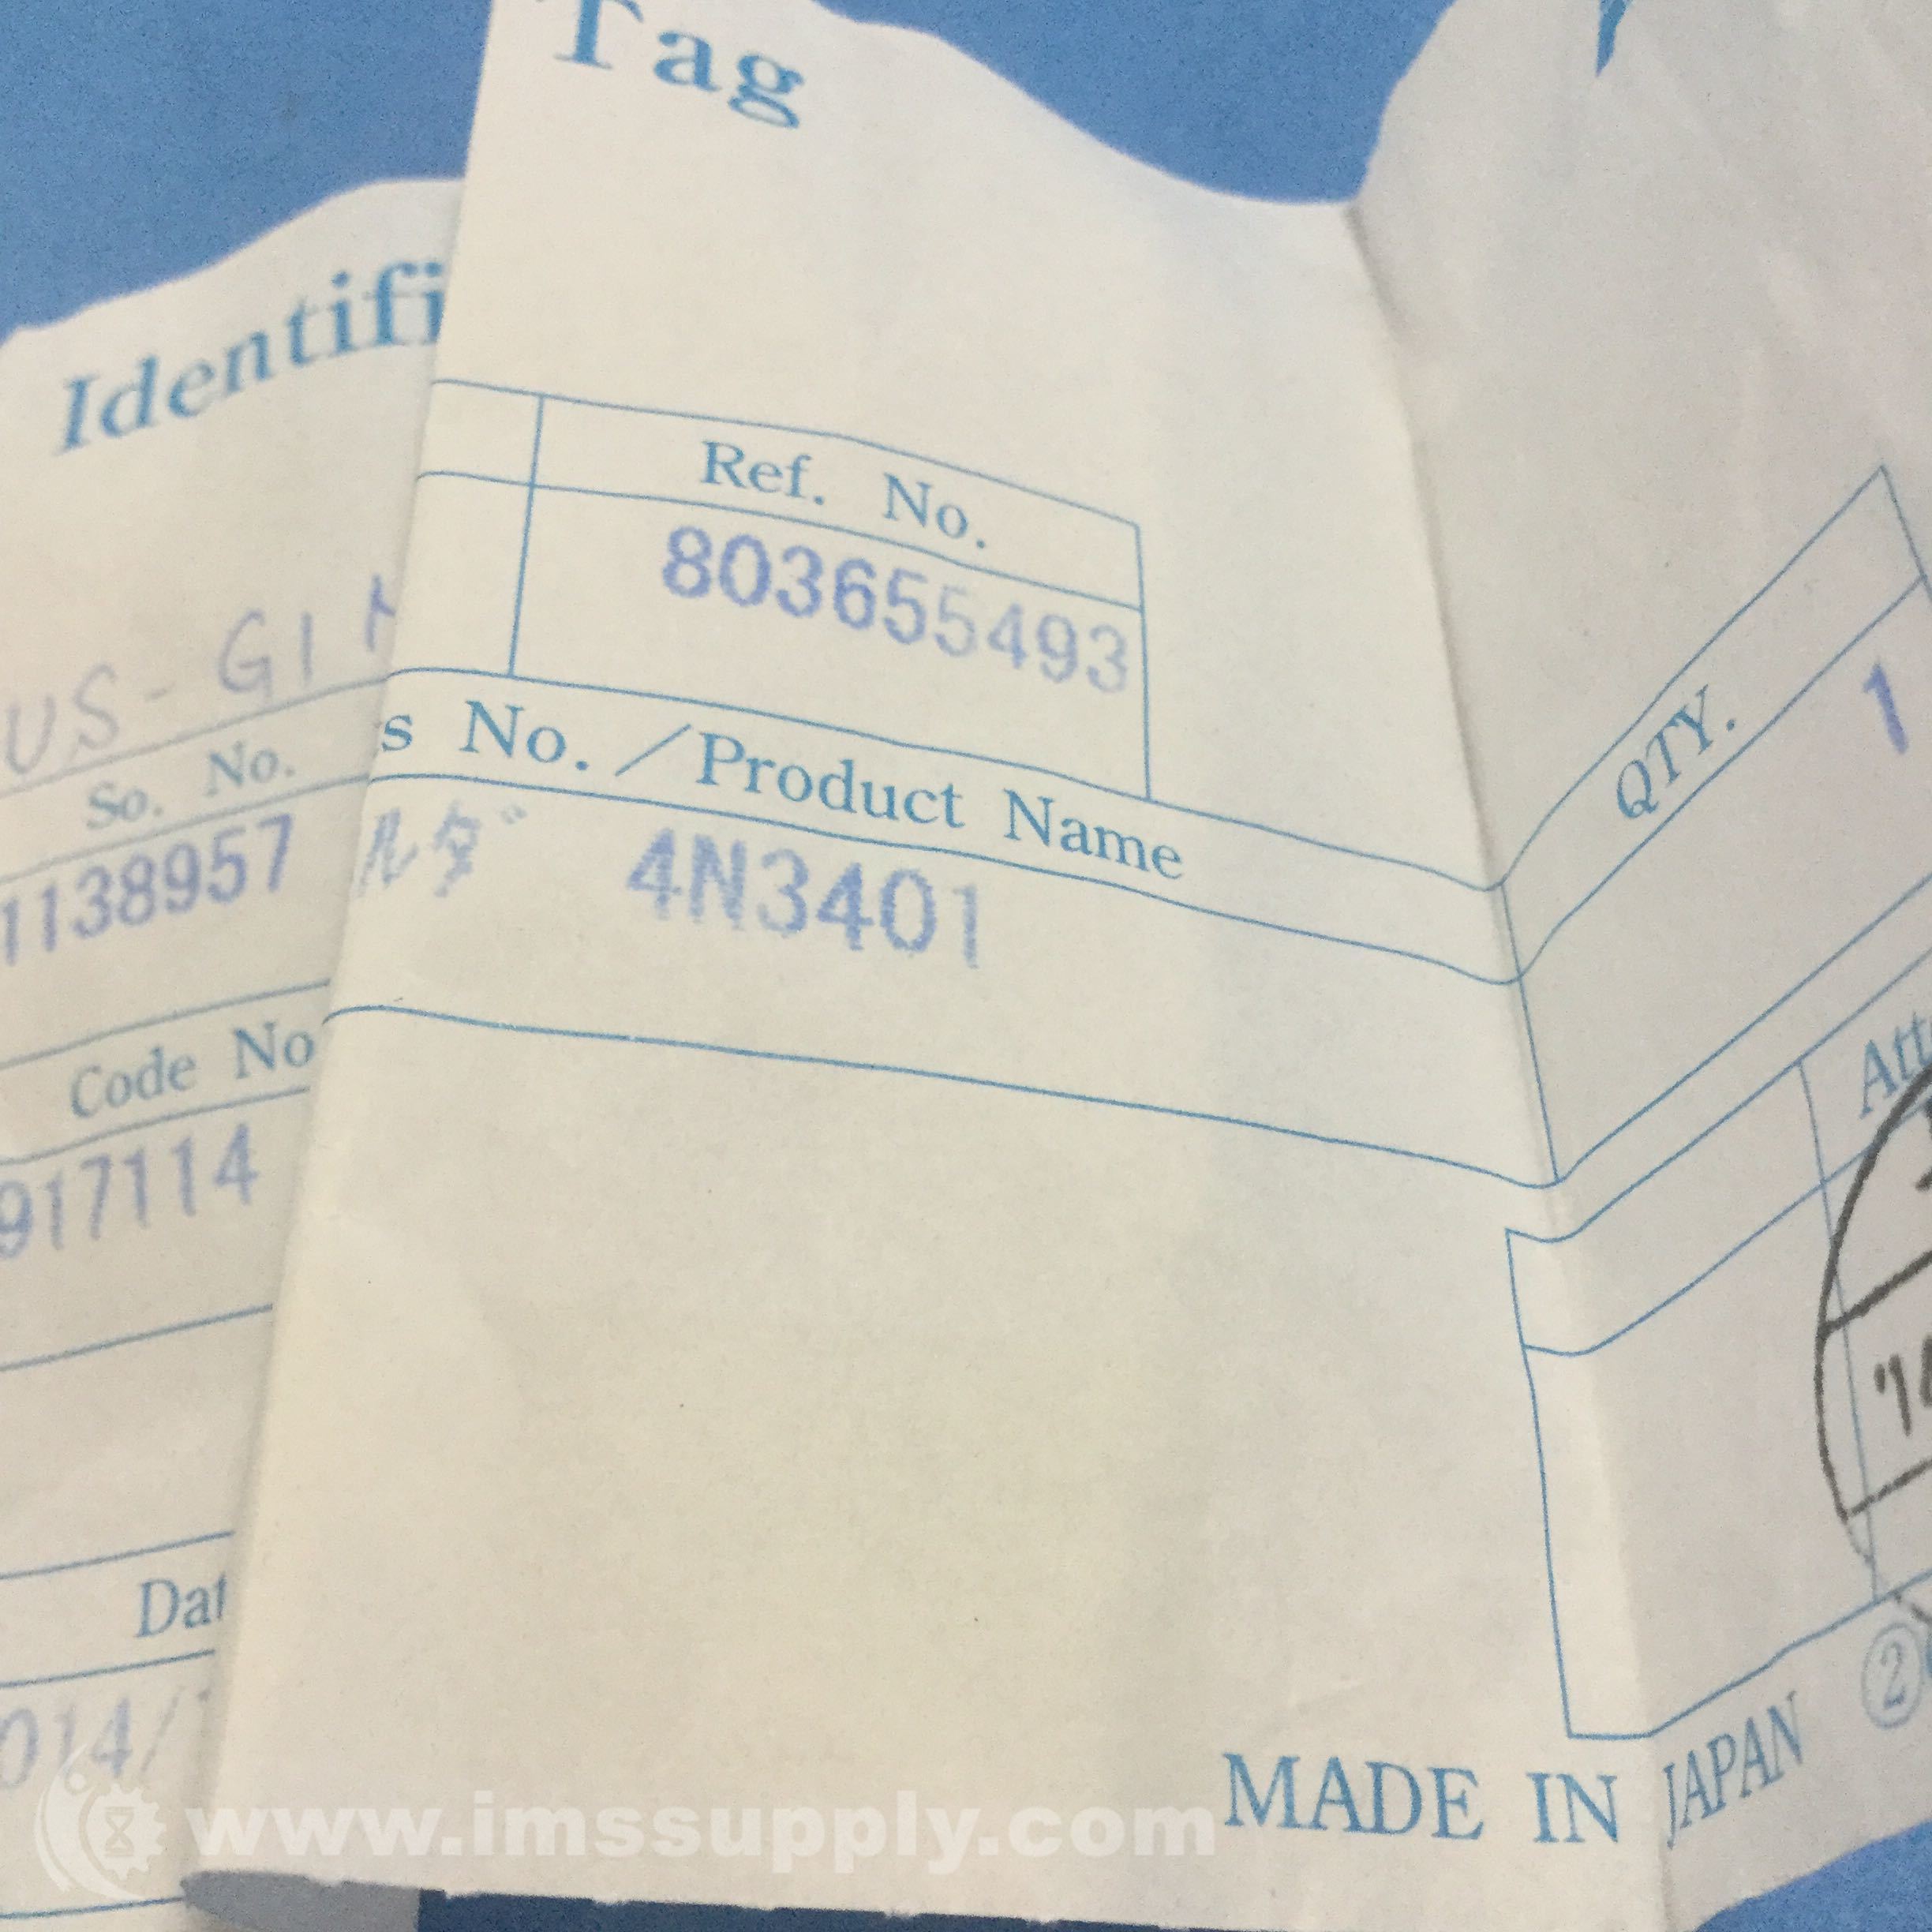 Tag
Identifi
Ref. No.
803655493
US-GI
So. No.
1138957
s No./Product Name
ルダ 4N3401
QTY.
1
Code No
917114
Att
Dat
014/
MADE IN JAPAN ②
www.imssupply.com